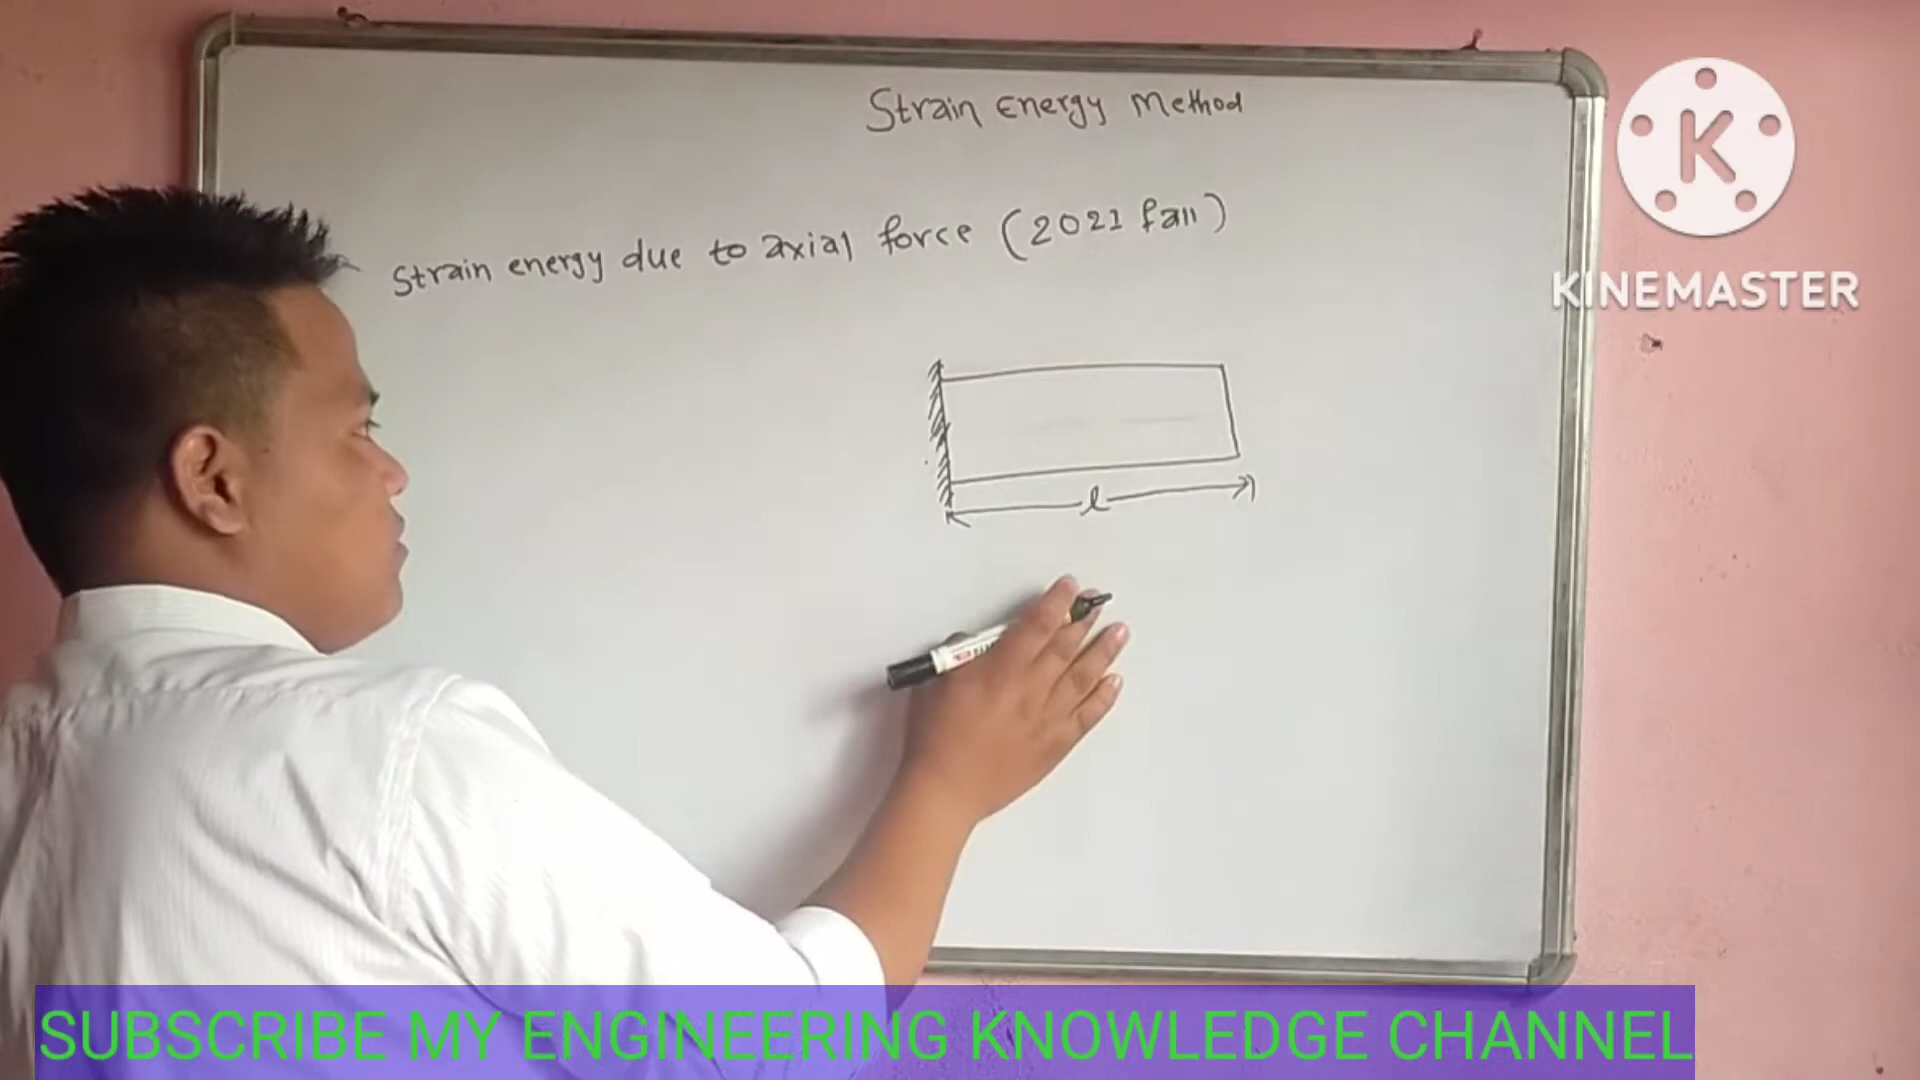 Strain Energy Method
K
KINEMASTER
Strain energy due to axial force (2021 fall)
l
SUBSCRIBE MY ENGINEERING KNOWLEDGE CHANNEL